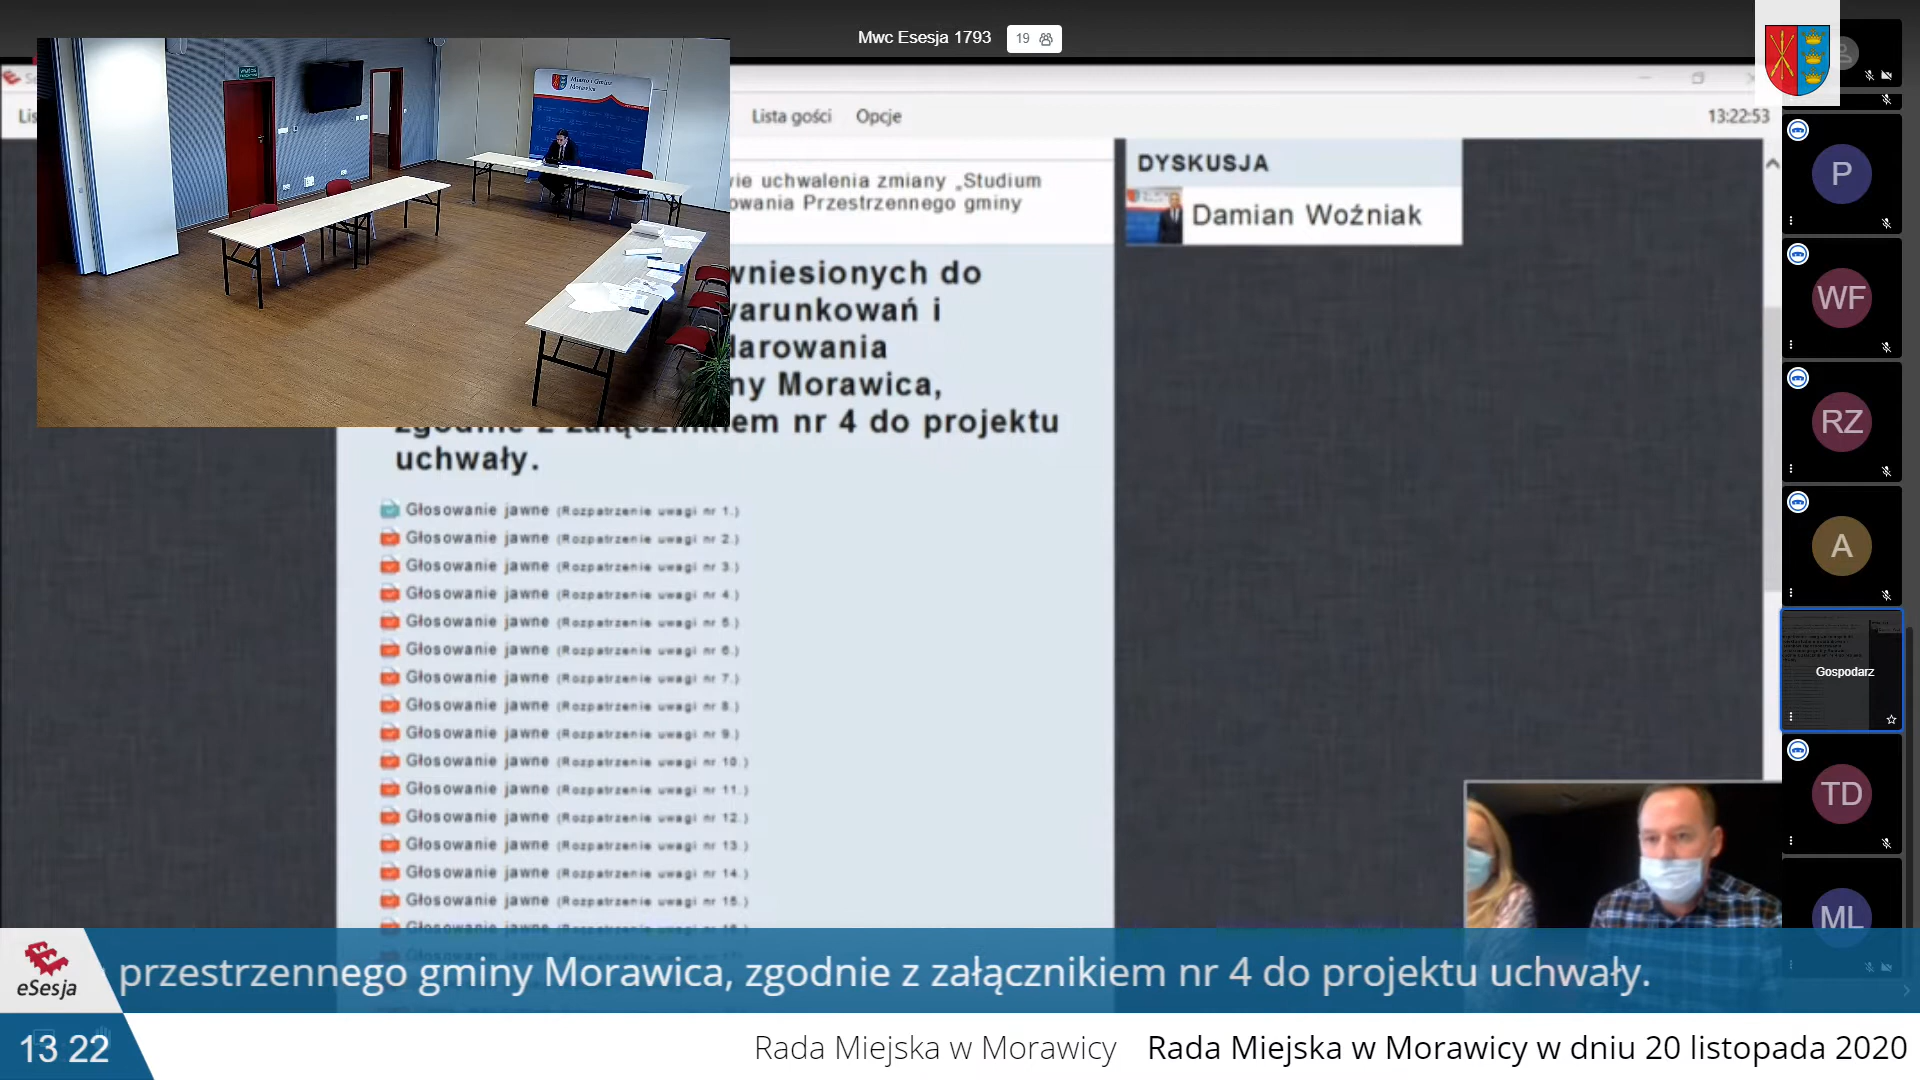 Mwc Esesja 1793
19
Miasto i Gmina
Morawica
Lista gości
Opcje
13:22:53
DYSKUSJA
Damian Woźniak
uchwalenia zmiany „Studium
Przestrzennego gminy
wniesionych do
i
Morawica,
nr 4 do projektu
uchwały.
Głosowanie jawne (Rozpatrzenie uwagi nr 1.)
Głosowanie jawne (Rozpatrzenie uwagi nr 2.)
Głosowanie jawne (Rozpatrzenie uwagi nr 3.)
Głosowanie jawne (Rozpatrzenie uwagi nr 4.)
Głosowanie jawne (Rozpatrzenie uwagi nr 5.)
Głosowanie jawne (Rozpatrzenie uwagi nr 6.)
Głosowanie jawne (Rozpatrzenie uwagi nr 7.)
Głosowanie jawne (Rozpatrzenie uwagi nr 8.)
Głosowanie jawne (Rozpatrzenie uwagi nr 9.)
Głosowanie jawne (Rozpatrzenie uwagi nr 10.)
Głosowanie jawne (Rozpatrzenie uwagi nr 11.)
Głosowanie jawne (Rozpatrzenie uwagi nr 12.)
Głosowanie jawne (Rozpatrzenie uwagi nr 13.)
Głosowanie jawne (Rozpatrzenie uwagi nr 14.)
Głosowanie jawne (Rozpatrzenie uwagi nr 15.)
P
WF
RZ
A
Gospodarz
TD
ML
eSesja
przestrzennego gminy Morawica, zgodnie z załącznikiem nr 4 do projektu uchwały.
13 22
Rada Miejska w Morawicy
Rada Miejska w Morawicy w dniu 20 listopada 2020